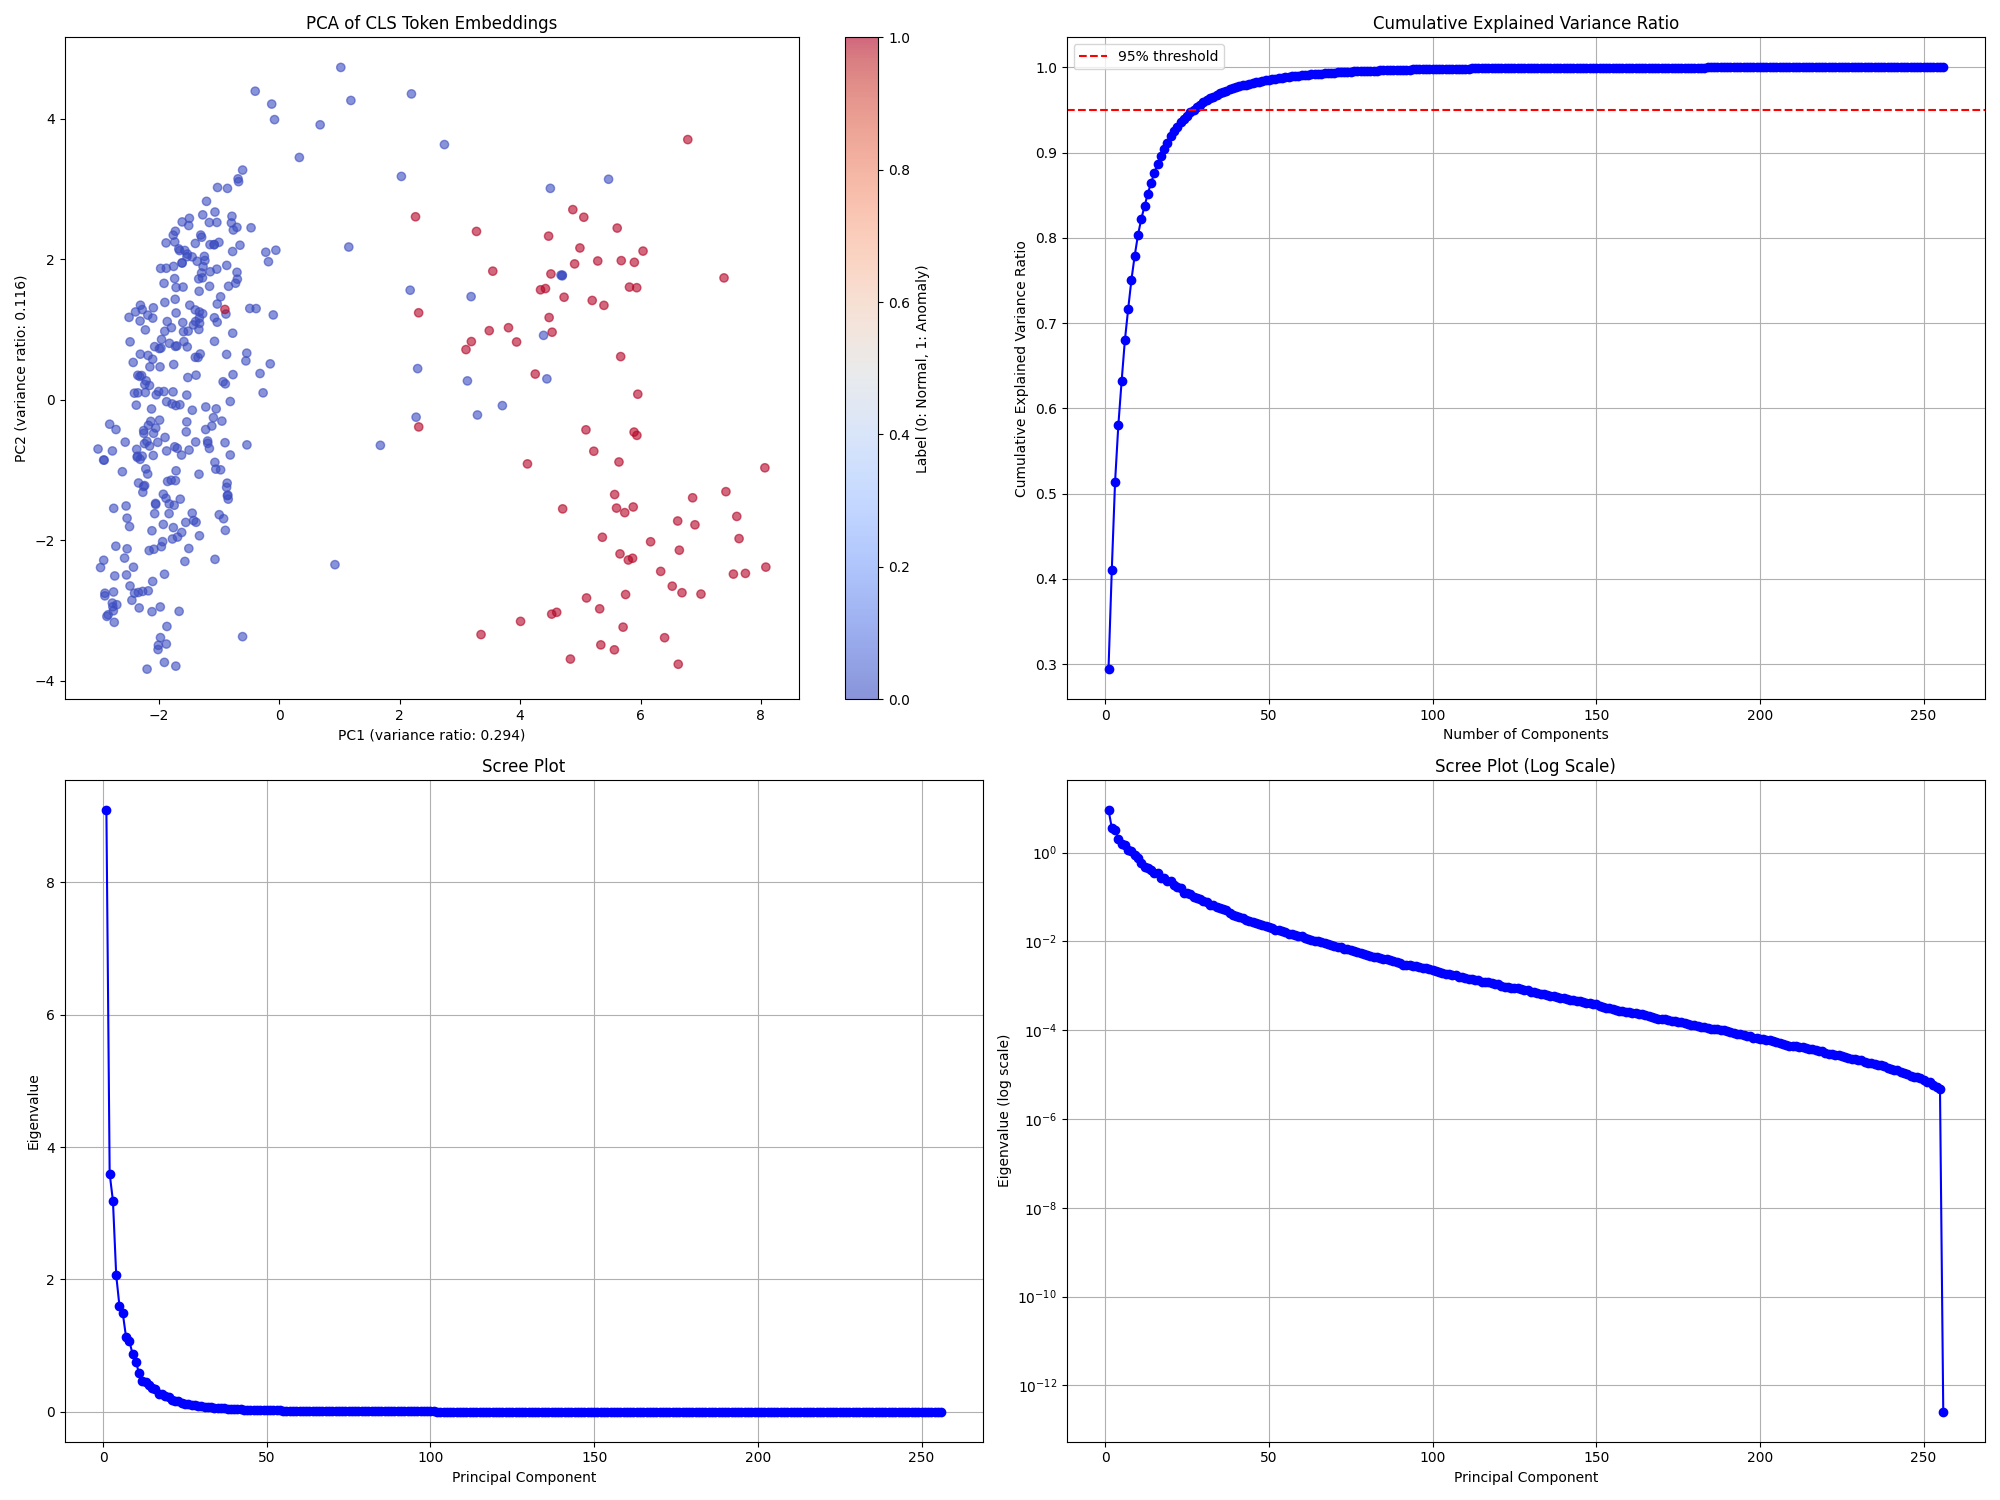 PCA of CLS Token Embeddings
4
2
0
−2
−4
PC2 (variance ratio: 0.116)
−2 0 2 4 6 8
PC1 (variance ratio: 0.294)
1.0
0.8
0.6
0.4
0.2
0.0
Label (0: Normal, 1: Anomaly)
Cumulative Explained Variance Ratio
95% threshold
1.0
0.9
0.8
0.7
0.6
0.5
0.4
0.3
Cumulative Explained Variance Ratio
0 50 100 150 200 250
Number of Components
Scree Plot
8
6
4
2
0
Eigenvalue
0 50 100 150 200 250
Principal Component
Scree Plot (Log Scale)
10⁰
10⁻²
10⁻⁴
10⁻⁶
10⁻⁸
10⁻¹⁰
10⁻¹²
Eigenvalue (log scale)
0 50 100 150 200 250
Principal Component